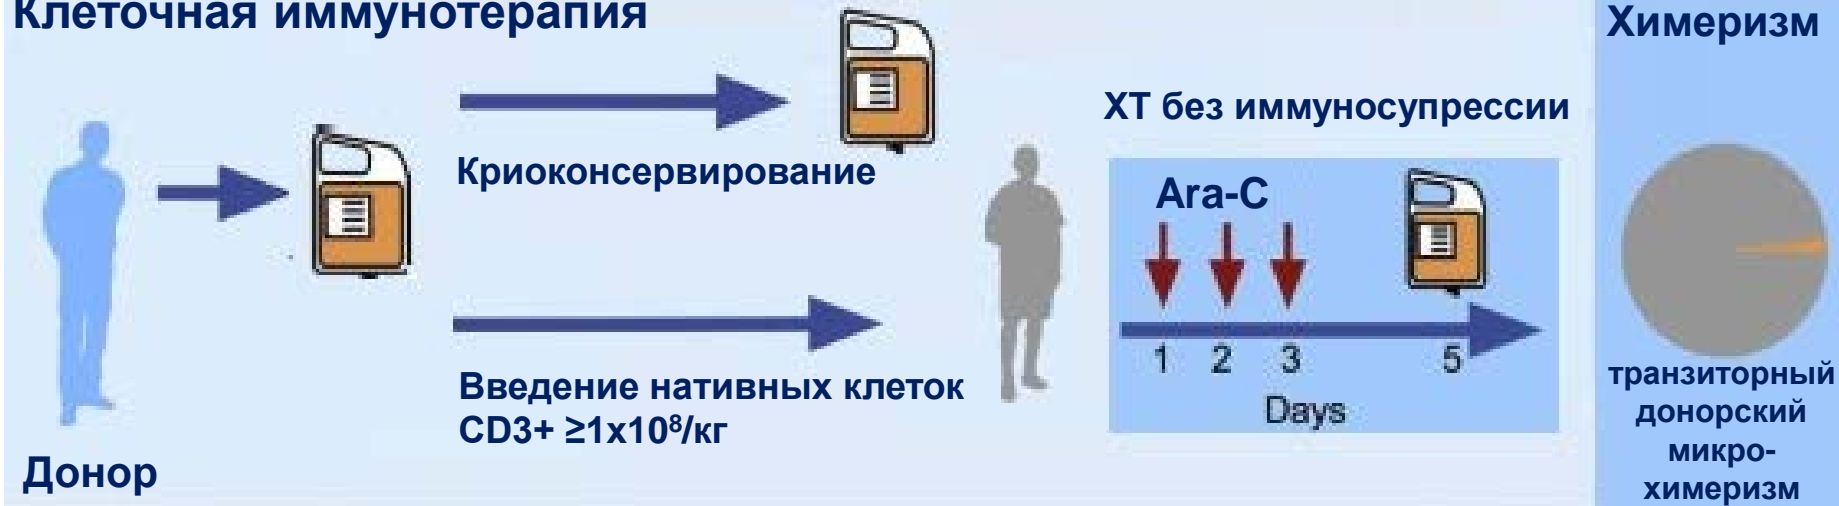 Клеточная иммунотерапия
Химеризм
ХТ без иммуносупрессии
Криоконсервирование
Ara-C
1 2 3 5
Days
Введение нативных клеток
CD3+ ≥1x10⁸/кг
Донор
транзиторный
донорский
микро-
химеризм